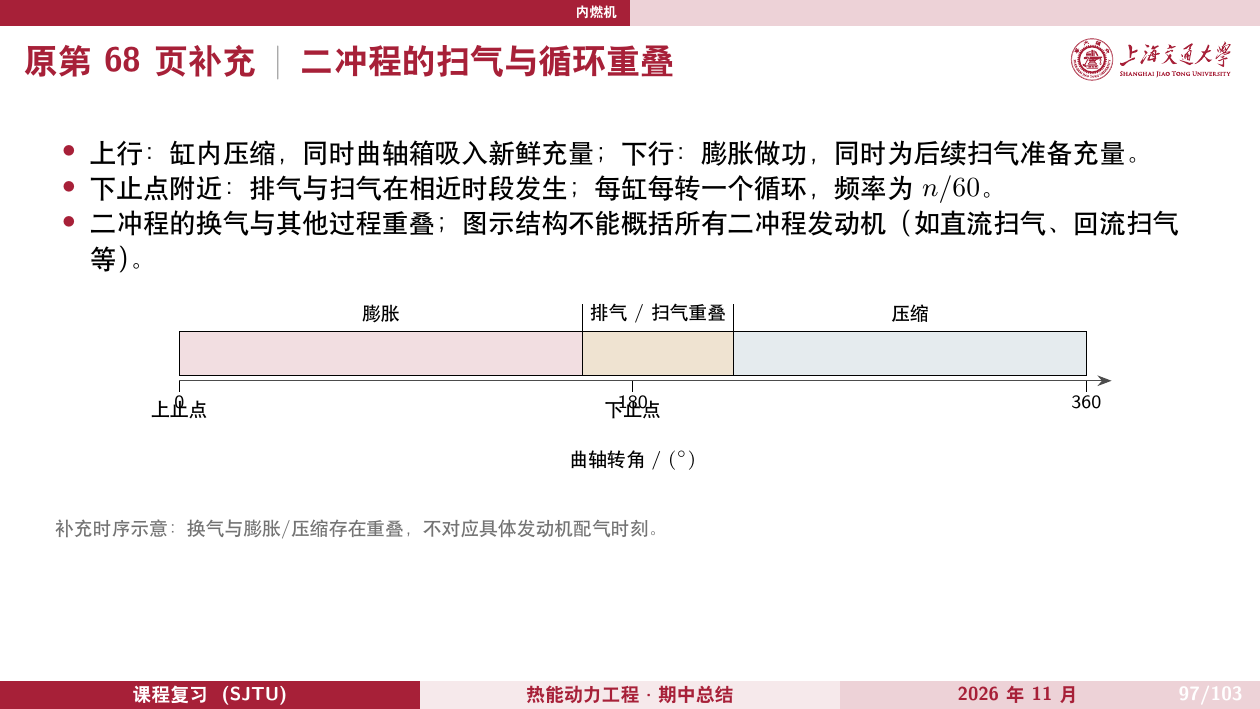 内燃机
原第 68 页补充 | 二冲程的扫气与循环重叠
上海交通大学
SHANGHAI JIAO TONG UNIVERSITY
• 上行：缸内压缩，同时曲轴箱吸入新鲜充量；下行：膨胀做功，同时为后续扫气准备充量。
• 下止点附近：排气与扫气在相近时段发生；每缸每转一个循环，频率为 n/60。
• 二冲程的换气与其他过程重叠；图示结构不能概括所有二冲程发动机（如直流扫气、回流扫气
等）。
膨胀 排气 / 扫气重叠 压缩
0 180 360
上止点 下止点
曲轴转角 / (°)
补充时序示意：换气与膨胀/压缩存在重叠，不对应具体发动机配气时刻。
课程复习 (SJTU) 热能动力工程 · 期中总结 2026 年 11 月 97/103